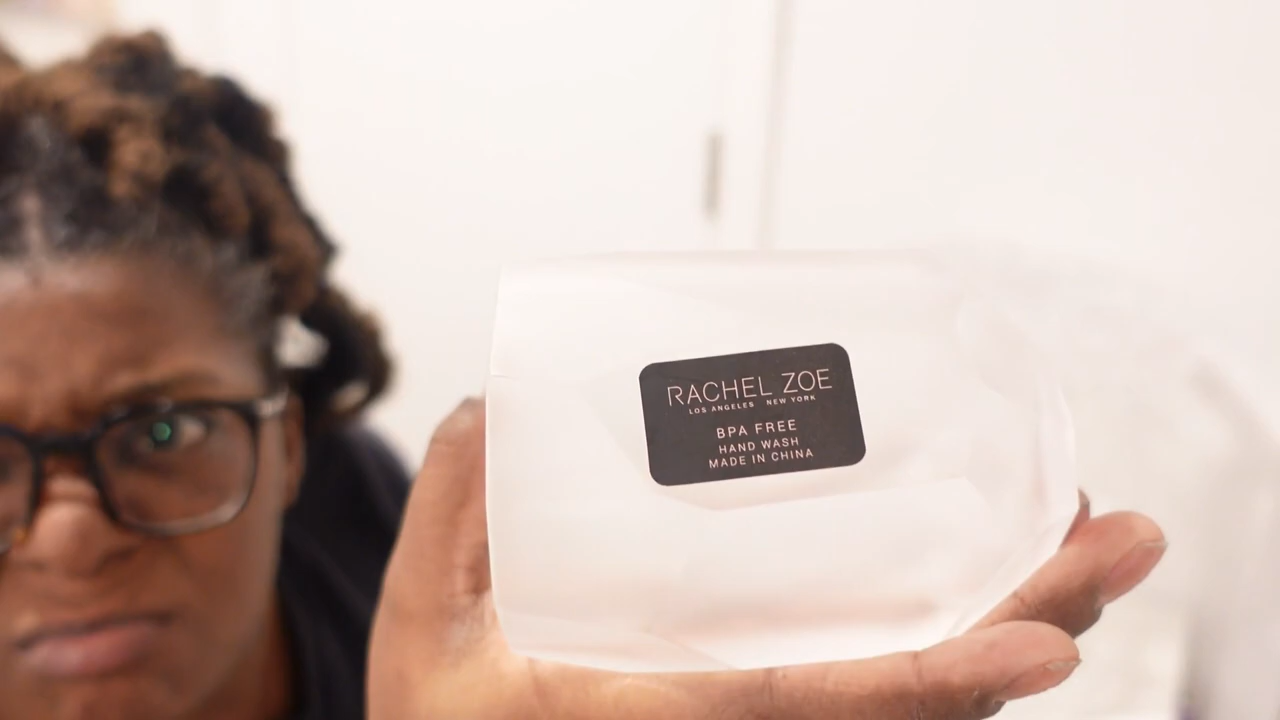 RACHEL ZOE
LOS ANGELES NEW YORK
BPA FREE
HAND WASH
MADE IN CHINA